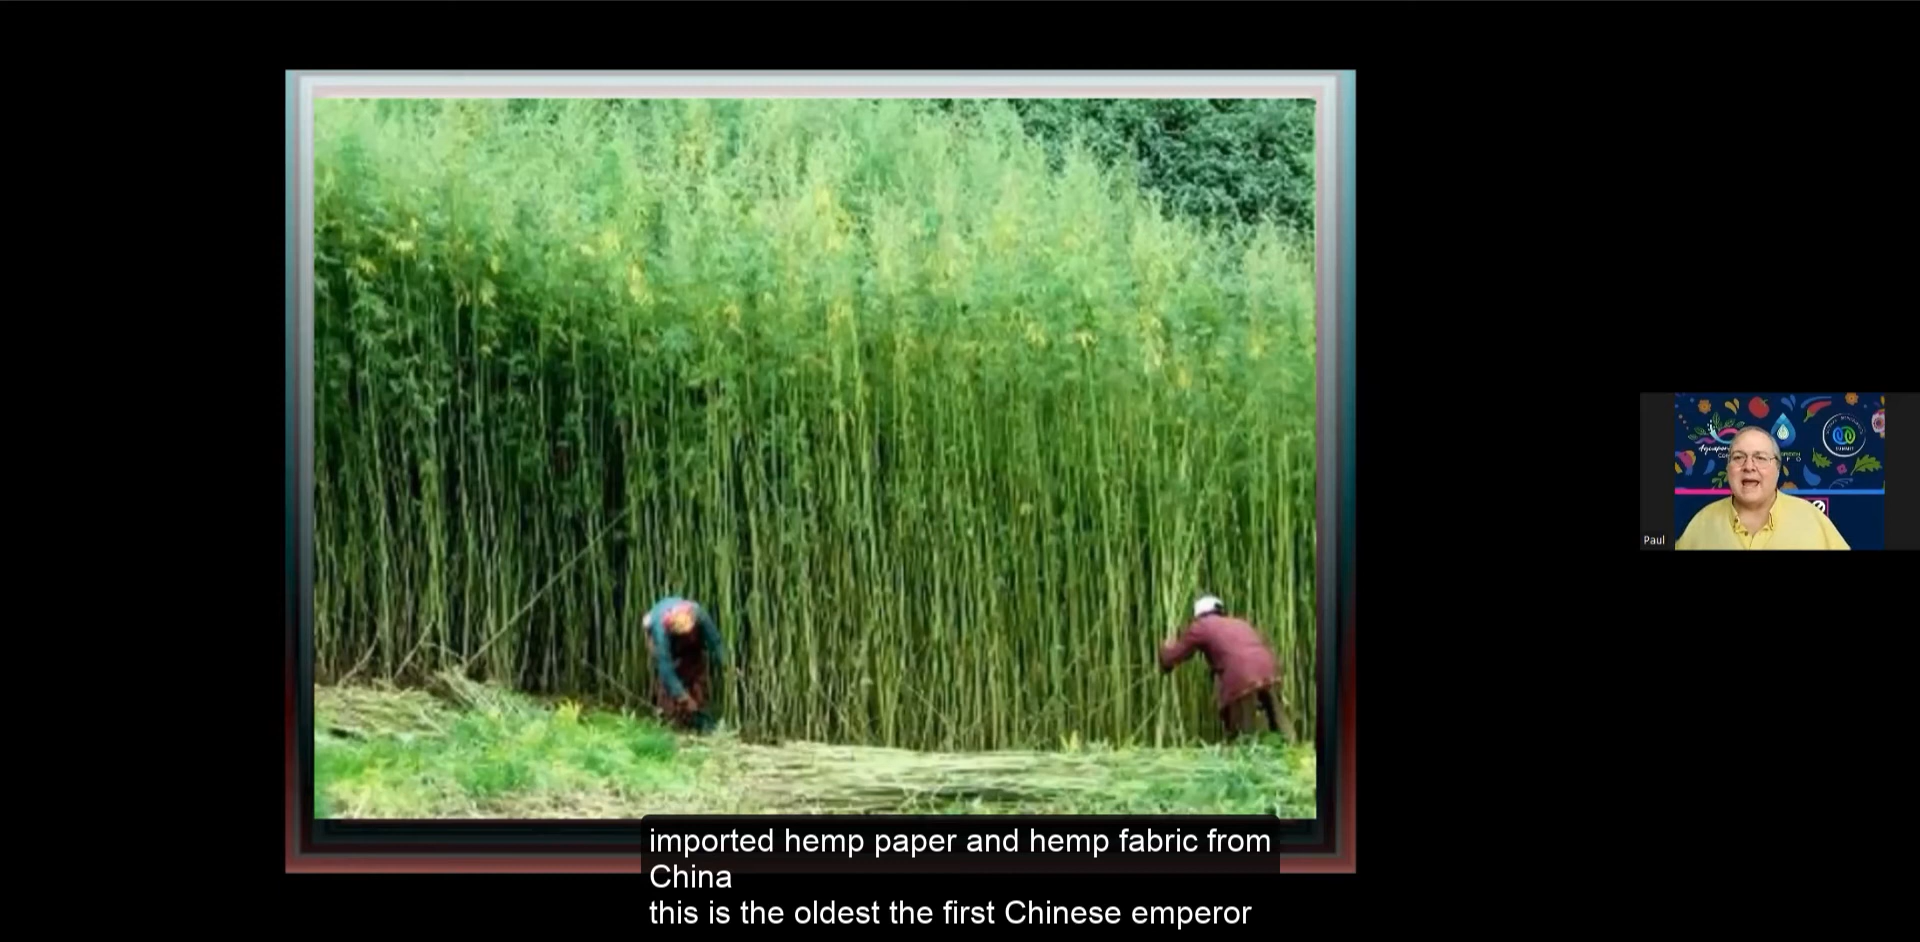 Paul
imported hemp paper and hemp fabric from
China
this is the oldest the first Chinese emperor